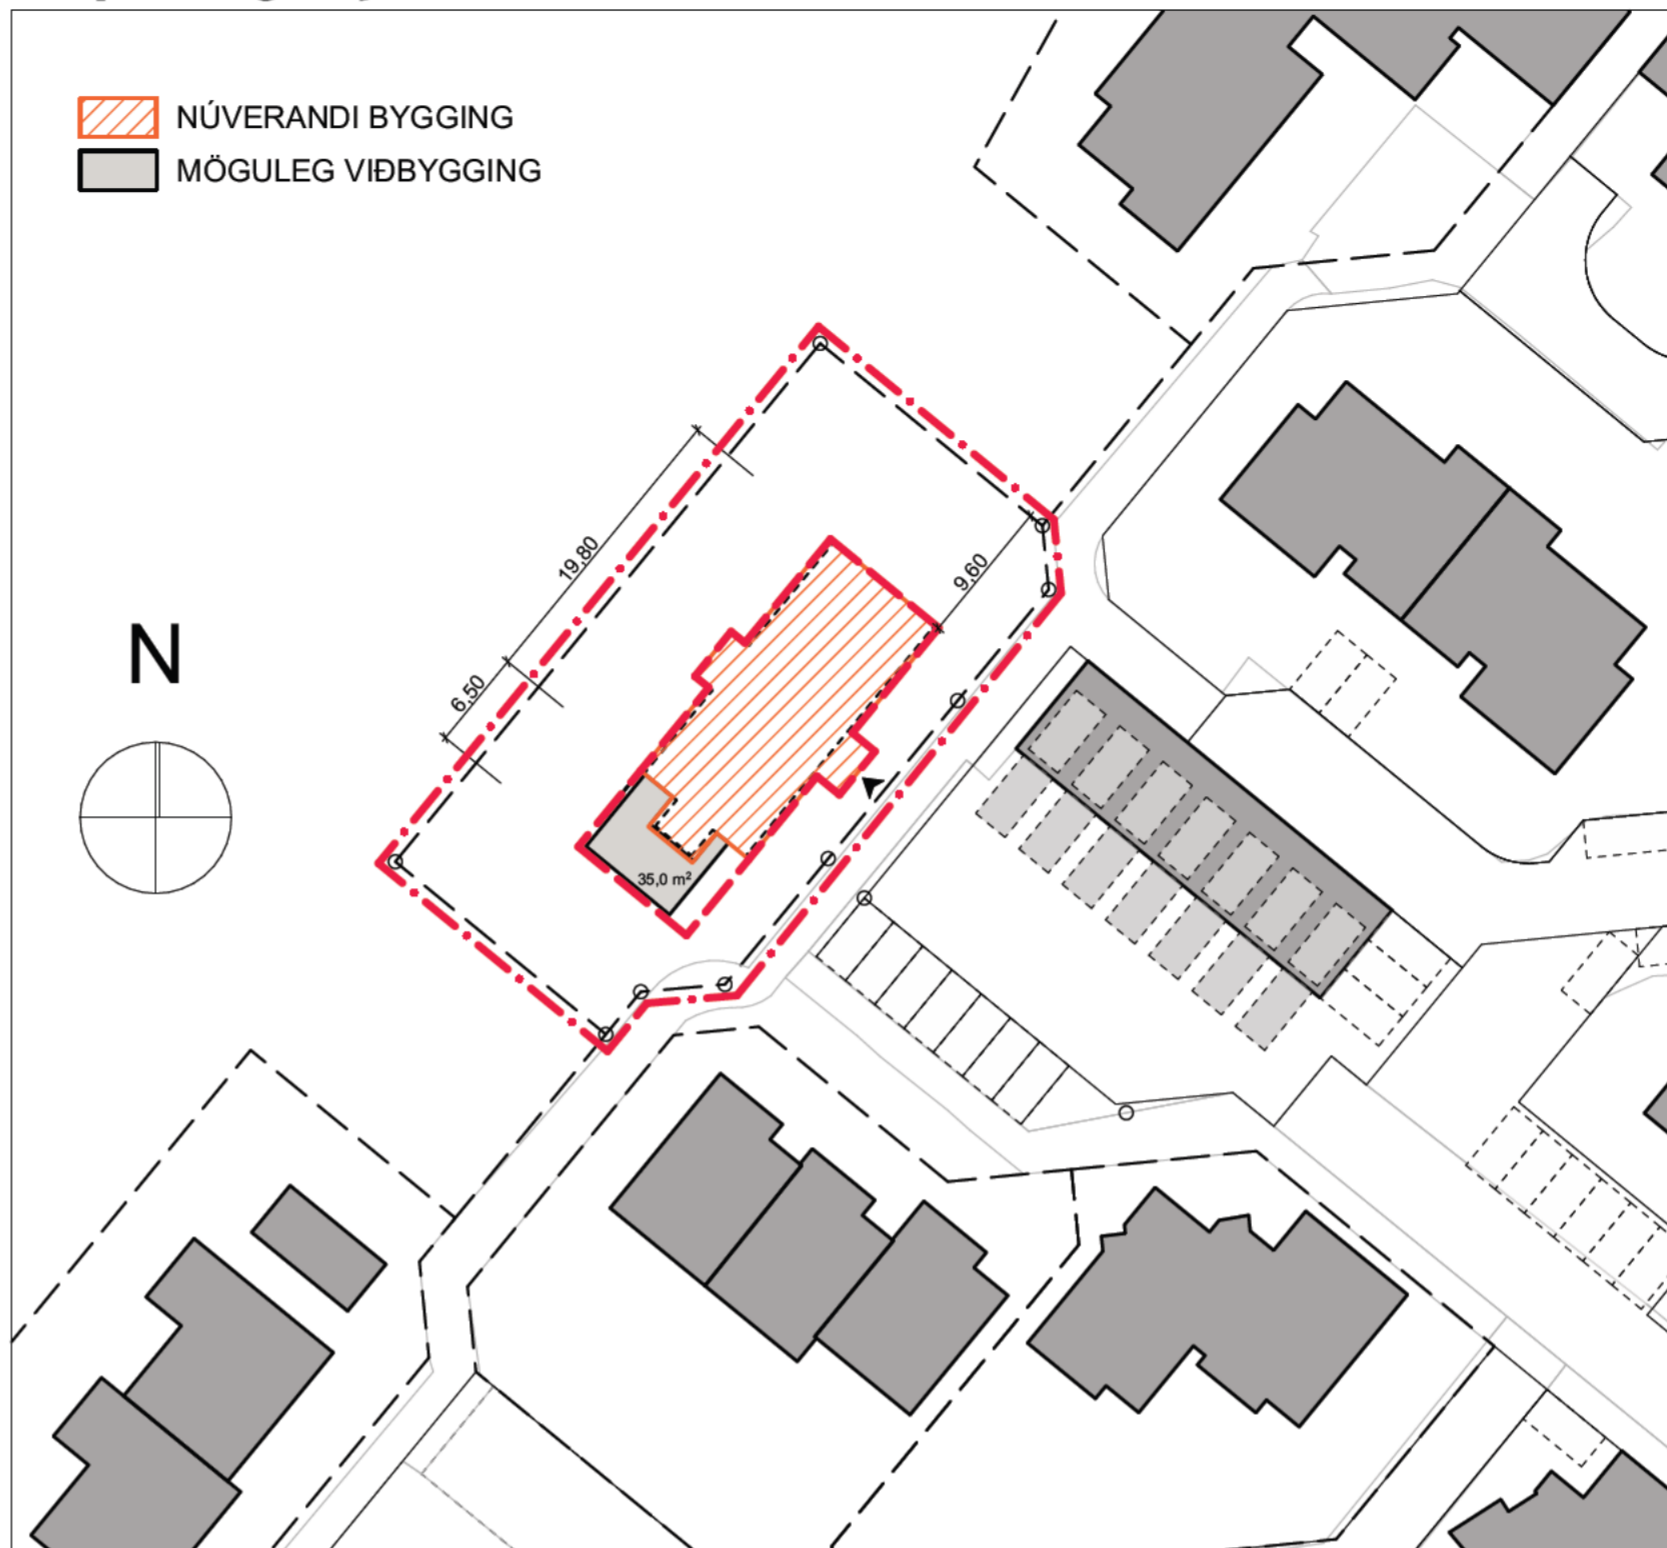 NÚVERANDI BYGGING
MÖGULEG VIÐBYGGING
19,80
9,60
6,50
N
35,0 m²